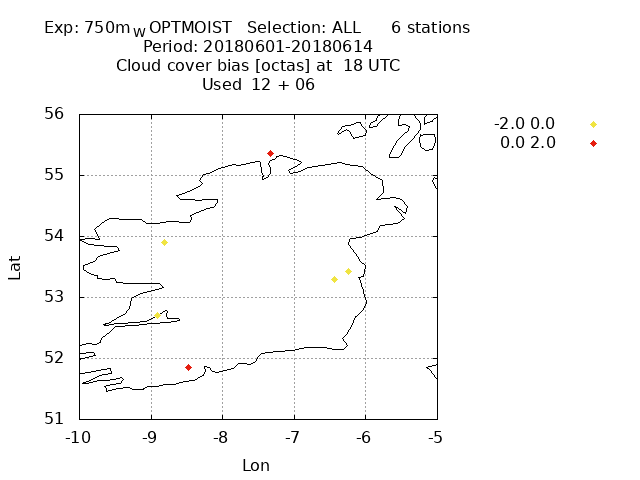 Exp: 750m_W OPTMOIST Selection: ALL 6 stations
Period: 20180601-20180614
Cloud cover bias [octas] at 18 UTC
Used 12 + 06
-2.0 0.0
0.0 2.0
56
55
54
53
52
51
Lat
-10 -9 -8 -7 -6 -5
Lon